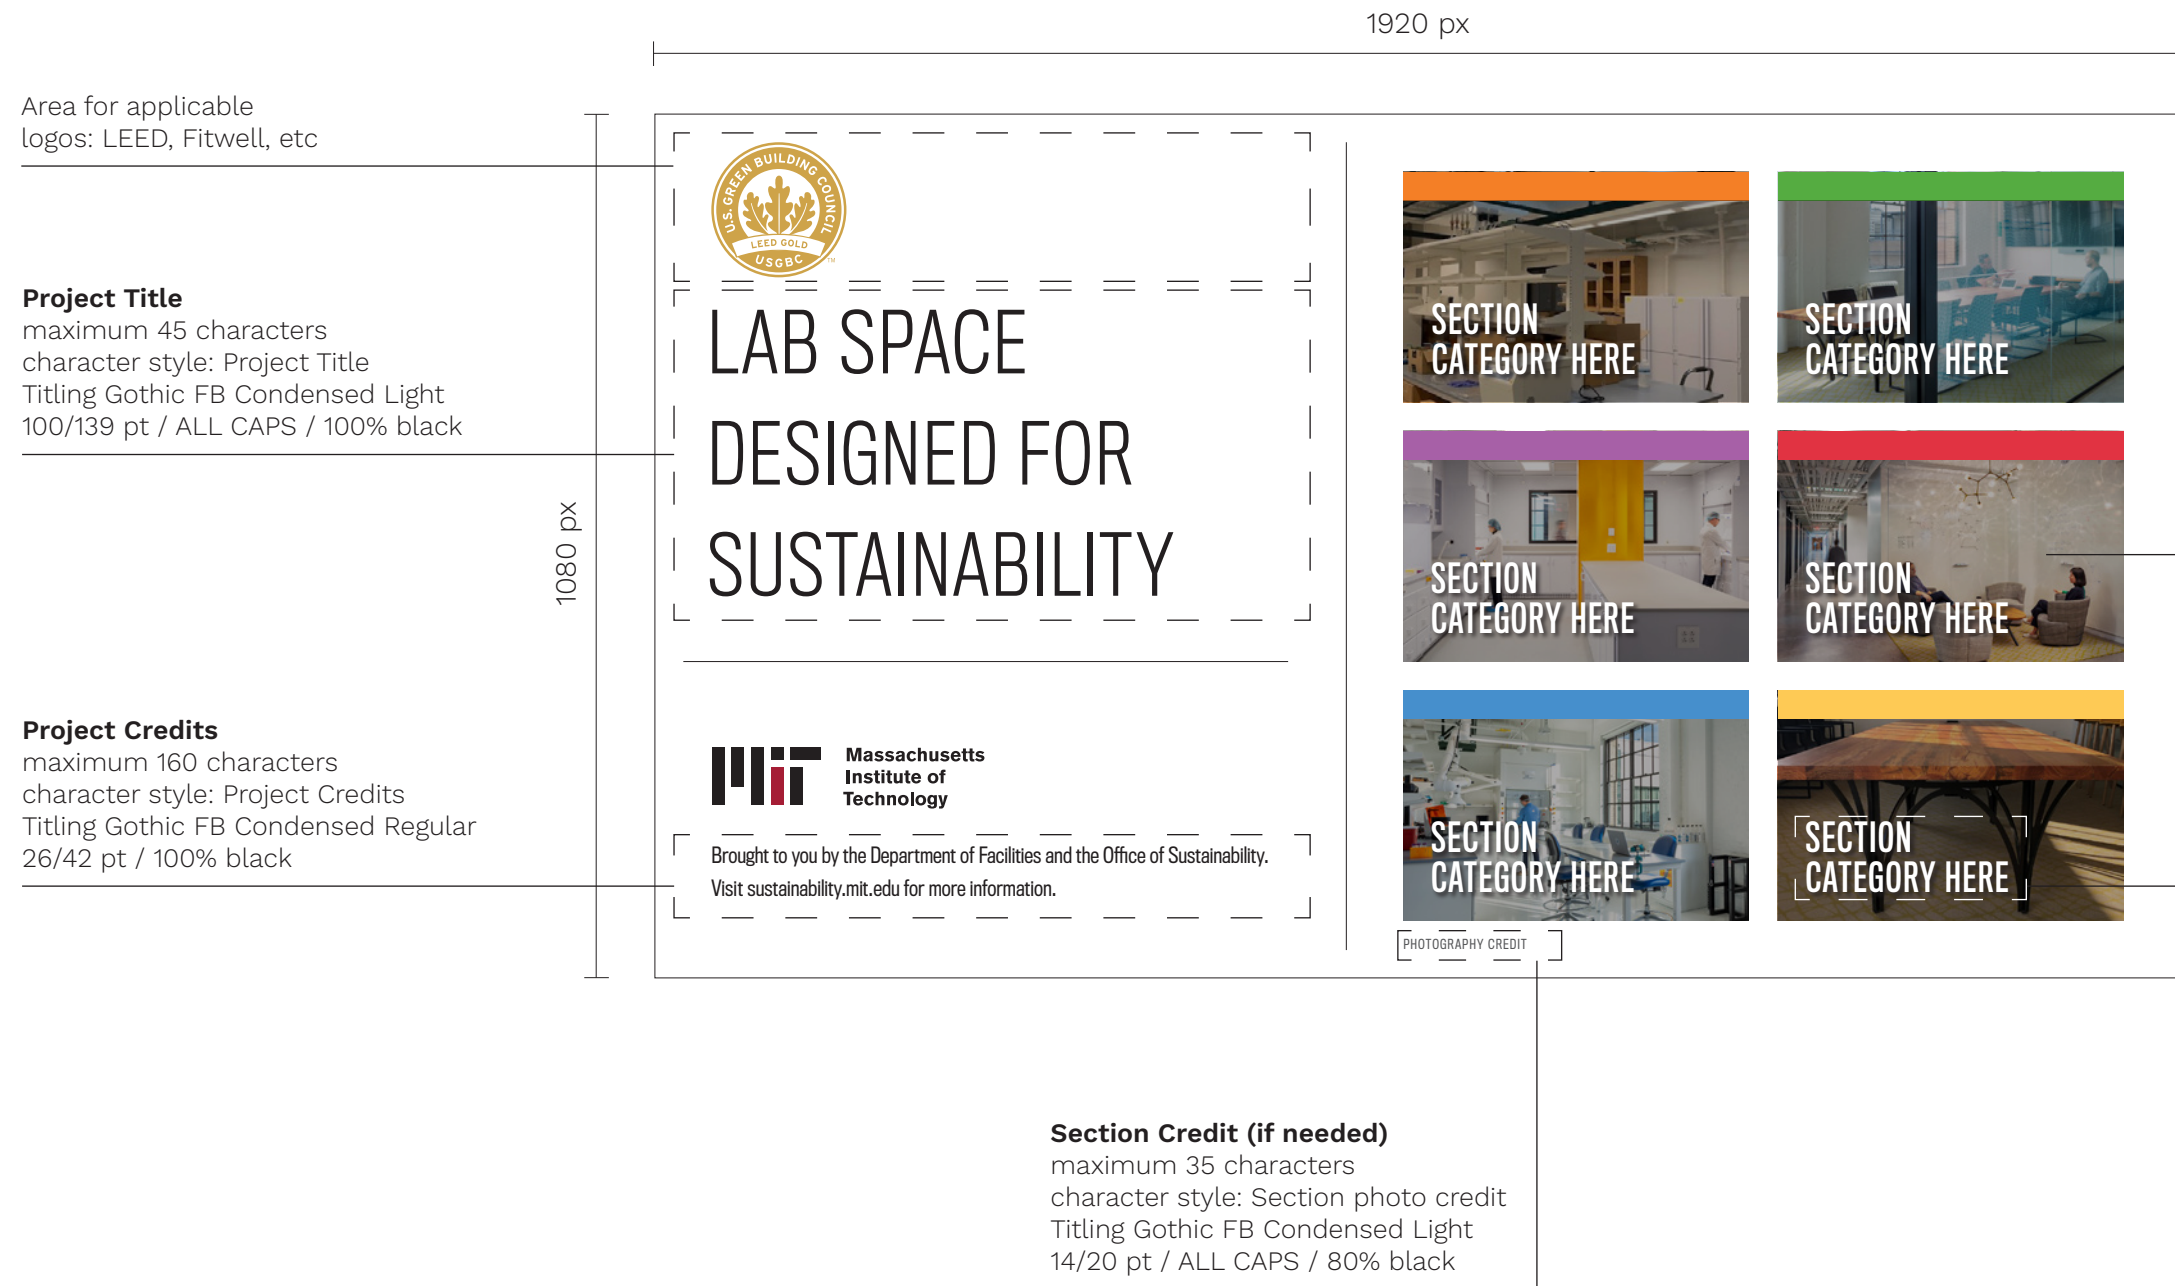 1920 px
Area for applicable
logos: LEED, Fitwell, etc
U.S. GREEN BUILDING COUNCIL
LEED GOLD
USGBC
TM
Project Title
maximum 45 characters
character style: Project Title
Titling Gothic FB Condensed Light
100/139 pt / ALL CAPS / 100% black
LAB SPACE
DESIGNED FOR
SUSTAINABILITY
1080 px
Project Credits
maximum 160 characters
character style: Project Credits
Titling Gothic FB Condensed Regular
26/42 pt / 100% black
MIT
Massachusetts
Institute of
Technology
Brought to you by the Department of Facilities and the Office of Sustainability.
Visit sustainability.mit.edu for more information.
SECTION
CATEGORY HERE
SECTION
CATEGORY HERE
SECTION
CATEGORY HERE
SECTION
CATEGORY HERE
SECTION
CATEGORY HERE
SECTION
CATEGORY HERE
PHOTOGRAPHY CREDIT
Section Credit (if needed)
maximum 35 characters
character style: Section photo credit
Titling Gothic FB Condensed Light
14/20 pt / ALL CAPS / 80% black